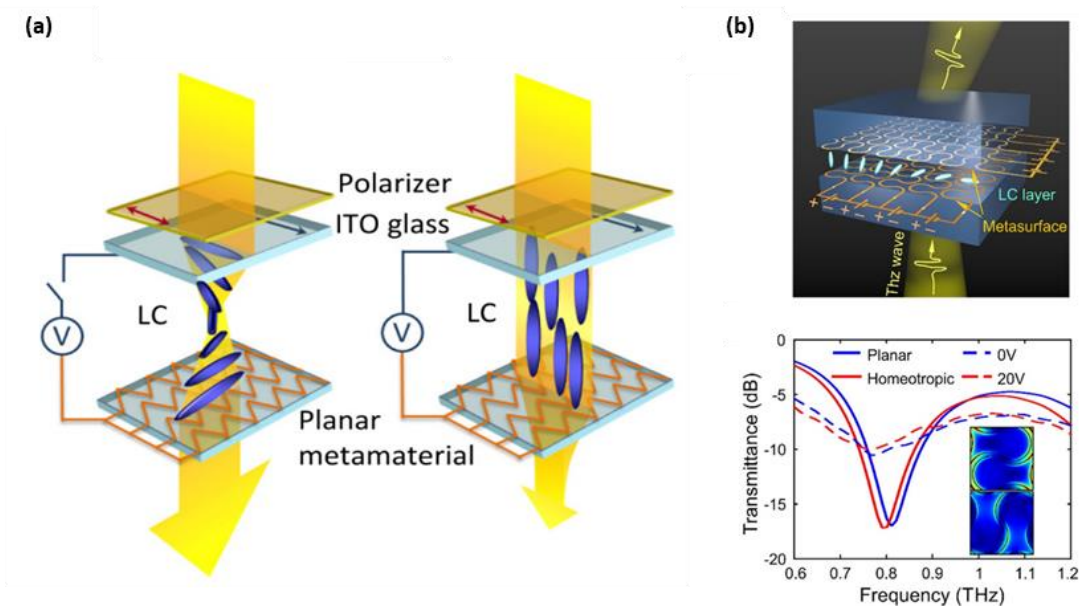 (a)
Polarizer
ITO glass
LC
LC
V
V
Planar
metamaterial
(b)
LC layer
Metasurface
+ - + - + - + - + -
Thz wave
Planar
0V
Homeotropic
20V
0
-5
-10
-15
-20
Transmittance (dB)
0.6 0.7 0.8 0.9 1 1.1 1.2
Frequency (THz)